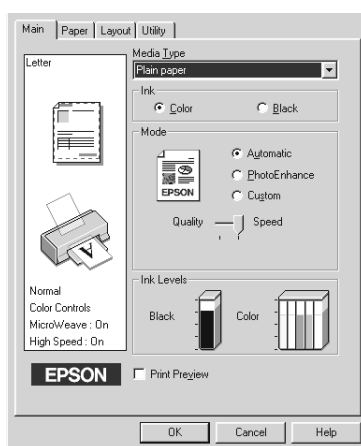 Main Paper Layout Utility
Letter
Media Type
Plain paper
Ink
Color Black
Mode
EPSON
Automatic
PhotoEnhance
Custom
Quality Speed
Normal
Color Controls
MicroWeave : On
High Speed : On
Ink Levels
Black Color
EPSON
Print Preview
OK Cancel Help